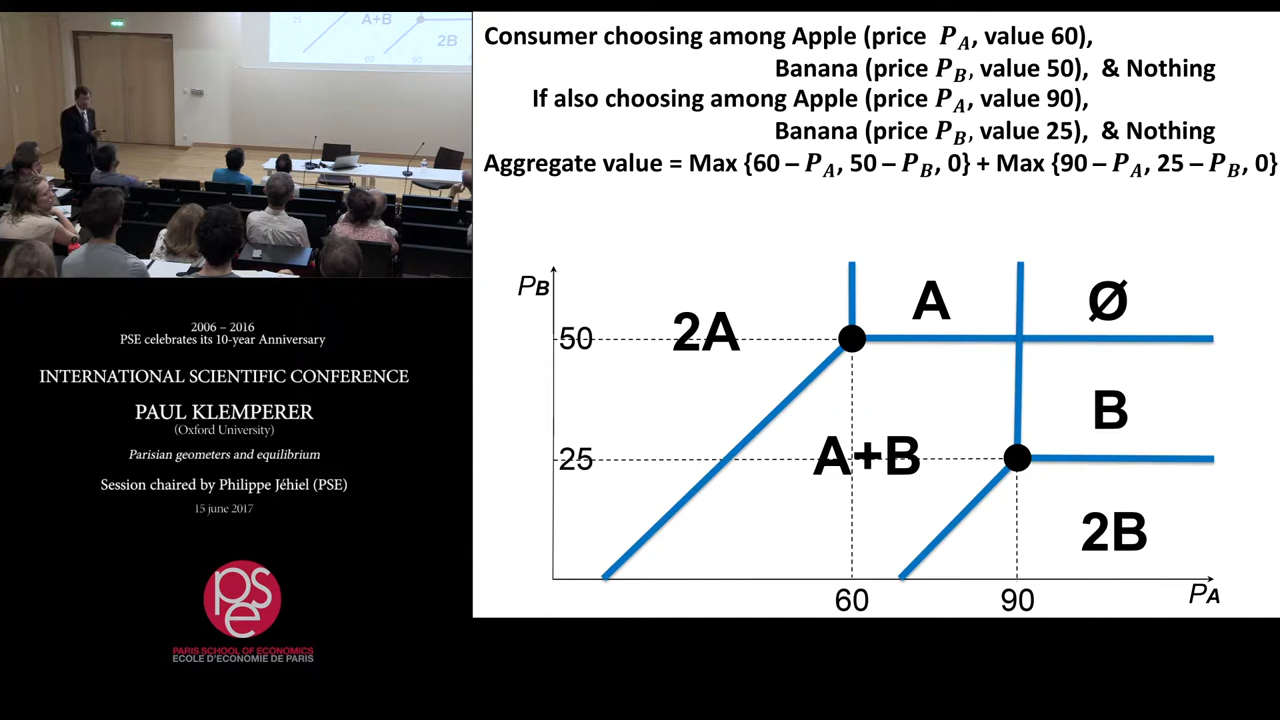 A+B
2B
60
90
2006 – 2016
PSE celebrates its 10-year Anniversary
INTERNATIONAL SCIENTIFIC CONFERENCE
PAUL KLEMPERER
(Oxford University)
Parisian geometers and equilibrium
Session chaired by Philippe Jéhiel (PSE)
15 june 2017
pse
PARIS SCHOOL OF ECONOMICS
ECOLE D'ECONOMIE DE PARIS
Consumer choosing among Apple (price P_A, value 60),
Banana (price P_B, value 50), & Nothing
If also choosing among Apple (price P_A, value 90),
Banana (price P_B, value 25), & Nothing
Aggregate value = Max {60 – P_A, 50 – P_B, 0} + Max {90 – P_A, 25 – P_B, 0}
P_B
A
Ø
50
2A
B
25
A+B
2B
60
90
P_A